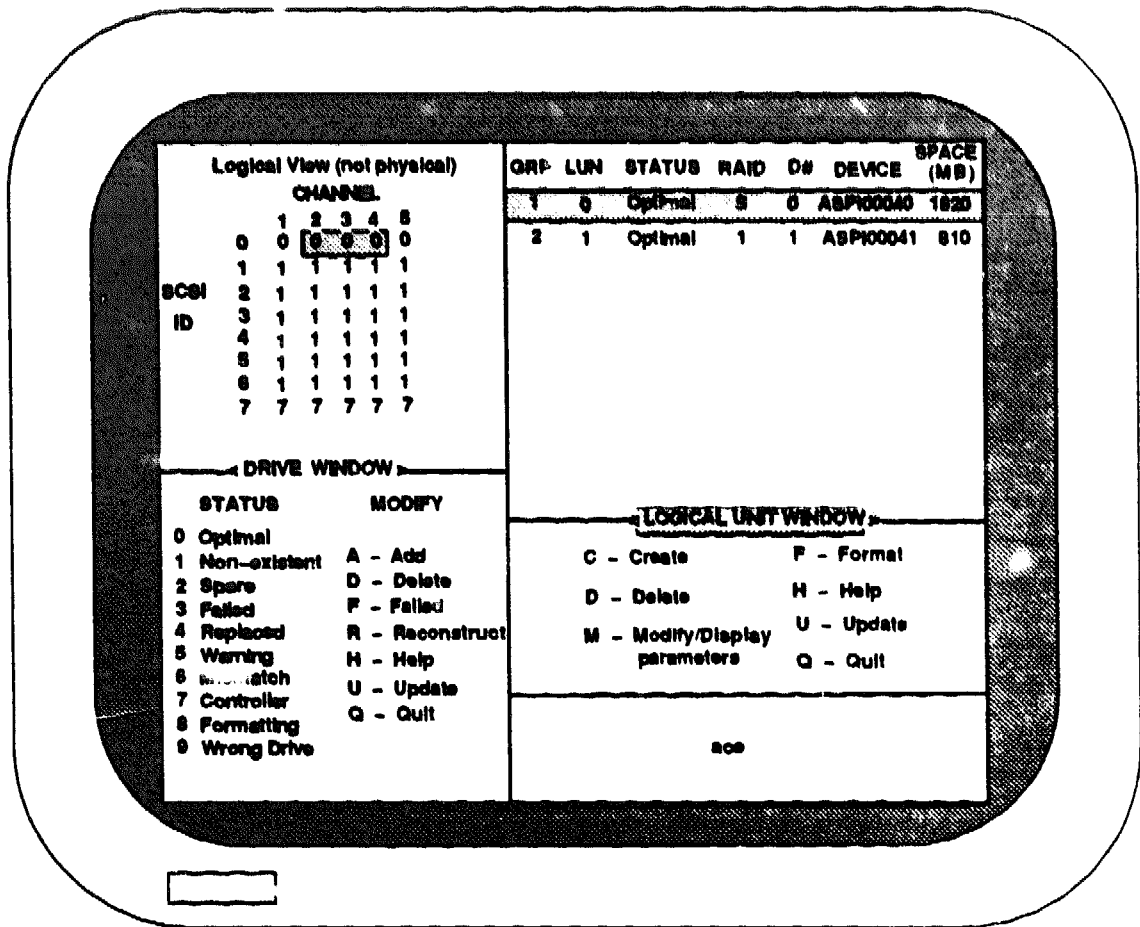 Logical View (not physical)
CHANNEL
1 2 3 4 5
0 0 0 0 0 0
1 1 1 1 1 1
SCSI 2 1 1 1 1 1
ID 3 1 1 1 1 1
4 1 1 1 1 1
5 1 1 1 1 1
6 1 1 1 1 1
7 7 7 7 7 7
DRIVE WINDOW
STATUS MODIFY
0 Optimal
1 Non-existent A - Add
2 Spare D - Delete
3 Failed F - Failed
4 Replaced R - Reconstruct
5 Warning H - Help
6 U - Update
7 Controller Q - Quit
8 Formatting
9 Wrong Drive
GRP LUN STATUS RAID D# DEVICE SPACE (MB)
1 0 Optimal 0 ASPI00040 1620
2 1 Optimal 1 1 ASPI00041 810
LOGICAL UNIT WINDOW
C - Create F - Format
D - Delete H - Help
M - Modify/Display U - Update
parameters Q - Quit
ace